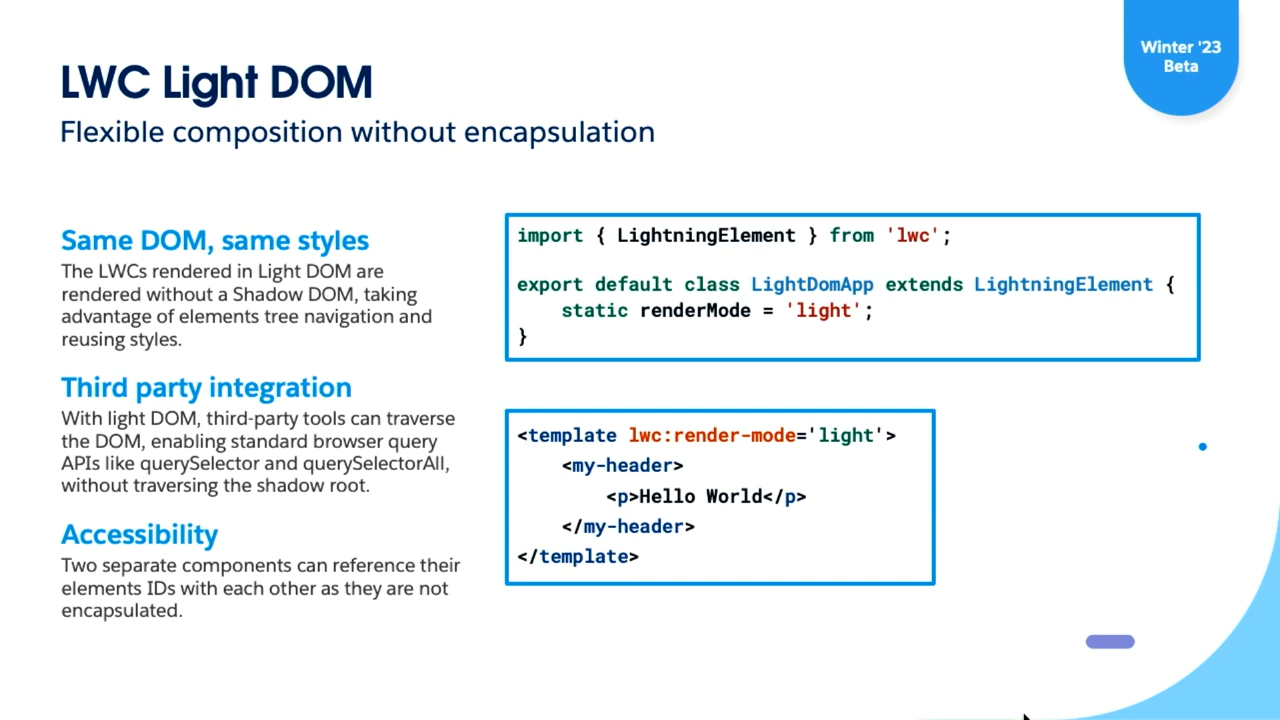 Winter '23
Beta
LWC Light DOM
Flexible composition without encapsulation
Same DOM, same styles
The LWCs rendered in Light DOM are
rendered without a Shadow DOM, taking
advantage of elements tree navigation and
reusing styles.
Third party integration
With light DOM, third-party tools can traverse
the DOM, enabling standard browser query
APIs like querySelector and querySelectorAll,
without traversing the shadow root.
Accessibility
Two separate components can reference their
elements IDs with each other as they are not
encapsulated.
import { LightningElement } from 'lwc';
export default class LightDomApp extends LightningElement {
    static renderMode = 'light';
}
<template lwc:render-mode='light'>
    <my-header>
        <p>Hello World</p>
    </my-header>
</template>